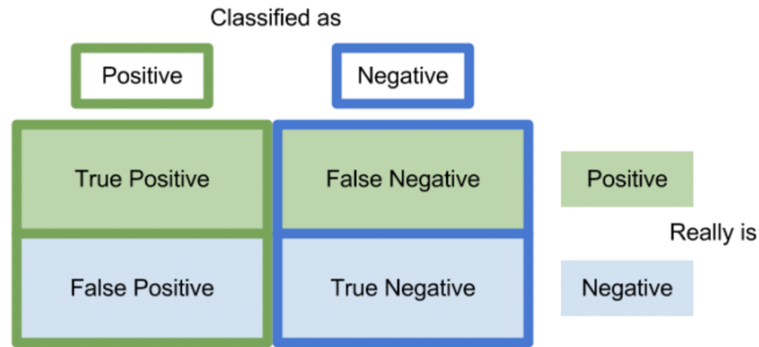 Classified as
Positive Negative
True Positive False Negative Positive
Really is
False Positive True Negative Negative